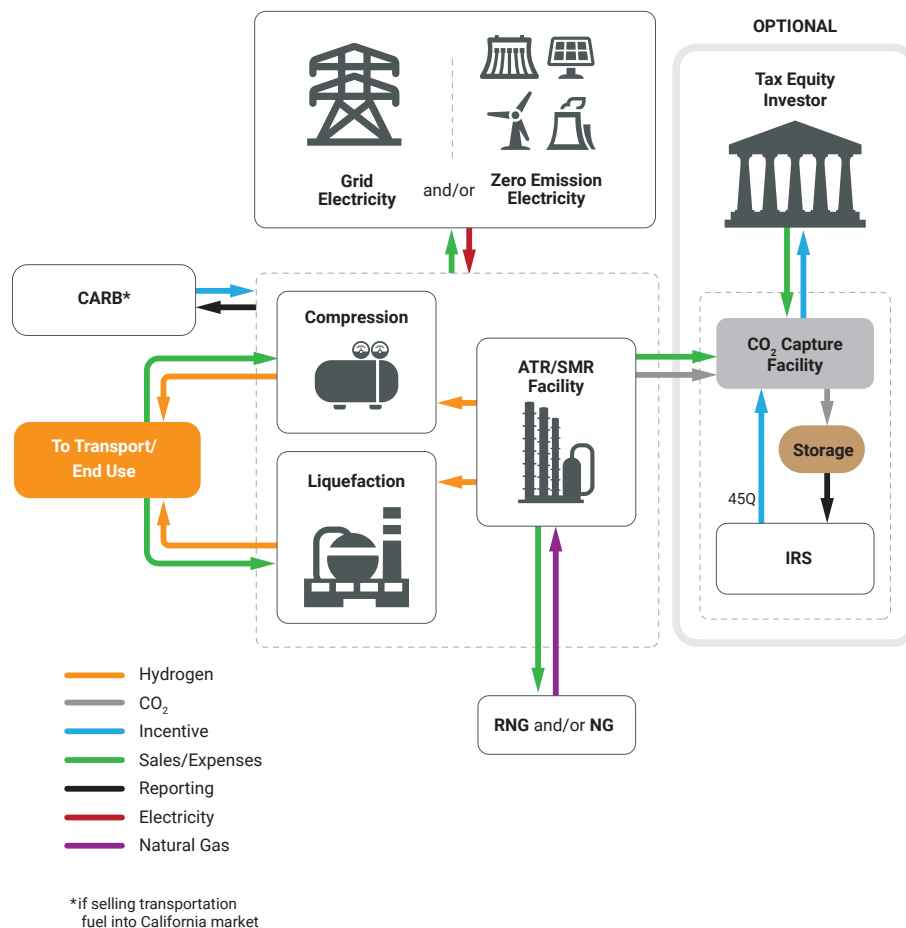 OPTIONAL
Tax Equity
Investor
Grid
Electricity
and/or
Zero Emission
Electricity
CARB*
Compression
ATR/SMR
Facility
CO₂ Capture
Facility
To Transport/
End Use
Liquefaction
Storage
45Q
IRS
RNG and/or NG
Hydrogen
CO₂
Incentive
Sales/Expenses
Reporting
Electricity
Natural Gas
*if selling transportation
fuel into California market